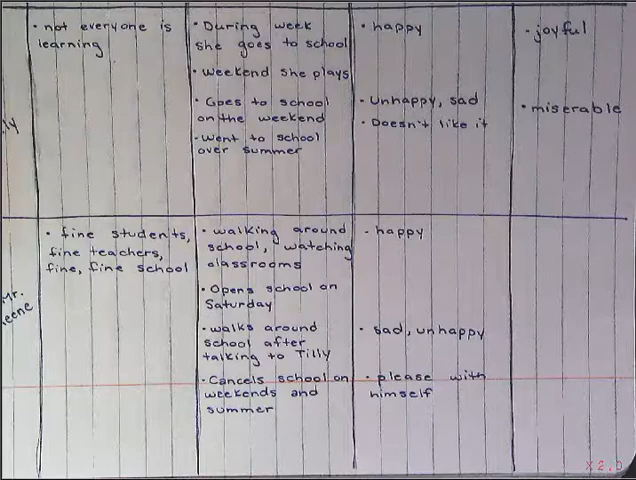 • not everyone is
learning
• During week
she goes to school
• Weekend she plays
• Goes to school
on the weekend
• Went to school
over summer
• happy
• unhappy, sad
• Doesn't like it
• joyful
• miserable
ly
• fine students,
fine teachers,
fine, fine school
• walking around
school, watching
classrooms
• Opens school on
Saturday
• walks around
school after
talking to Tilly
• Cancels school on
weekends and
summer
• happy
• sad, unhappy
• please with
himself
Mr.
eene
x2.0